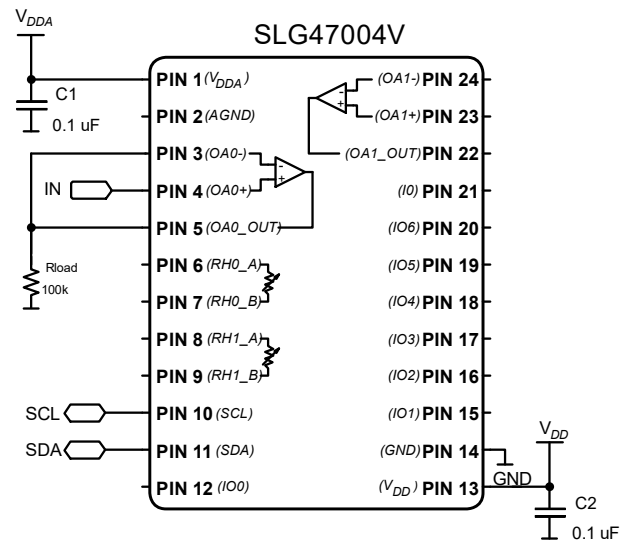 V_DDA
SLG47004V
C1
0.1 uF
IN
Rload
100k
SCL
SDA
PIN 1 (V_DDA)
PIN 2 (AGND)
PIN 3 (OA0-)
PIN 4 (OA0+)
PIN 5 (OA0_OUT)
PIN 6 (RH0_A)
PIN 7 (RH0_B)
PIN 8 (RH1_A)
PIN 9 (RH1_B)
PIN 10 (SCL)
PIN 11 (SDA)
PIN 12 (IO0)
- +
- +
(OA1-) PIN 24
(OA1+) PIN 23
(OA1_OUT) PIN 22
(I0) PIN 21
(IO6) PIN 20
(IO5) PIN 19
(IO4) PIN 18
(IO3) PIN 17
(IO2) PIN 16
(IO1) PIN 15
(GND) PIN 14
(V_DD) PIN 13
V_DD
GND
C2
0.1 uF